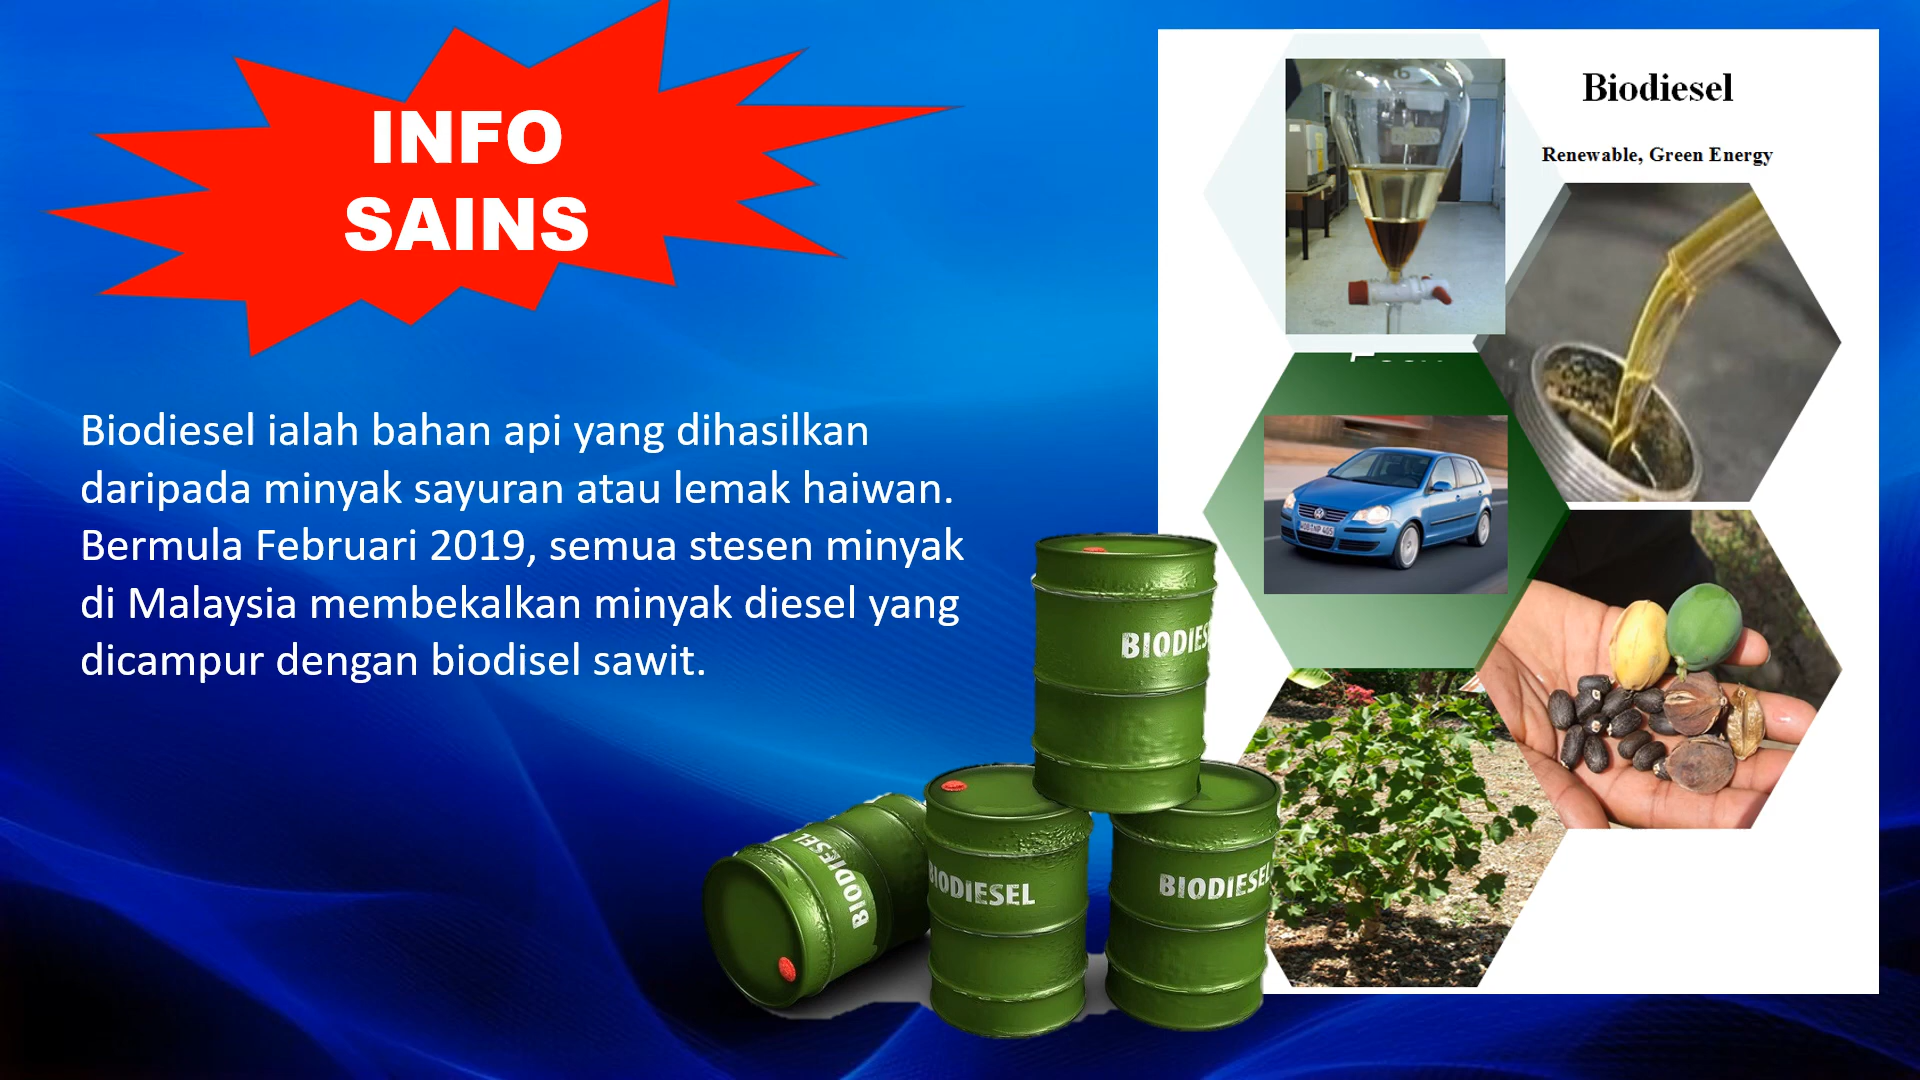 INFO
SAINS
Biodiesel ialah bahan api yang dihasilkan
daripada minyak sayuran atau lemak haiwan.
Bermula Februari 2019, semua stesen minyak
di Malaysia membekalkan minyak diesel yang
dicampur dengan biodisel sawit.
Biodiesel
Renewable, Green Energy
BIODIES
BIODIESEL
BIODIESEL
BIODIESEL